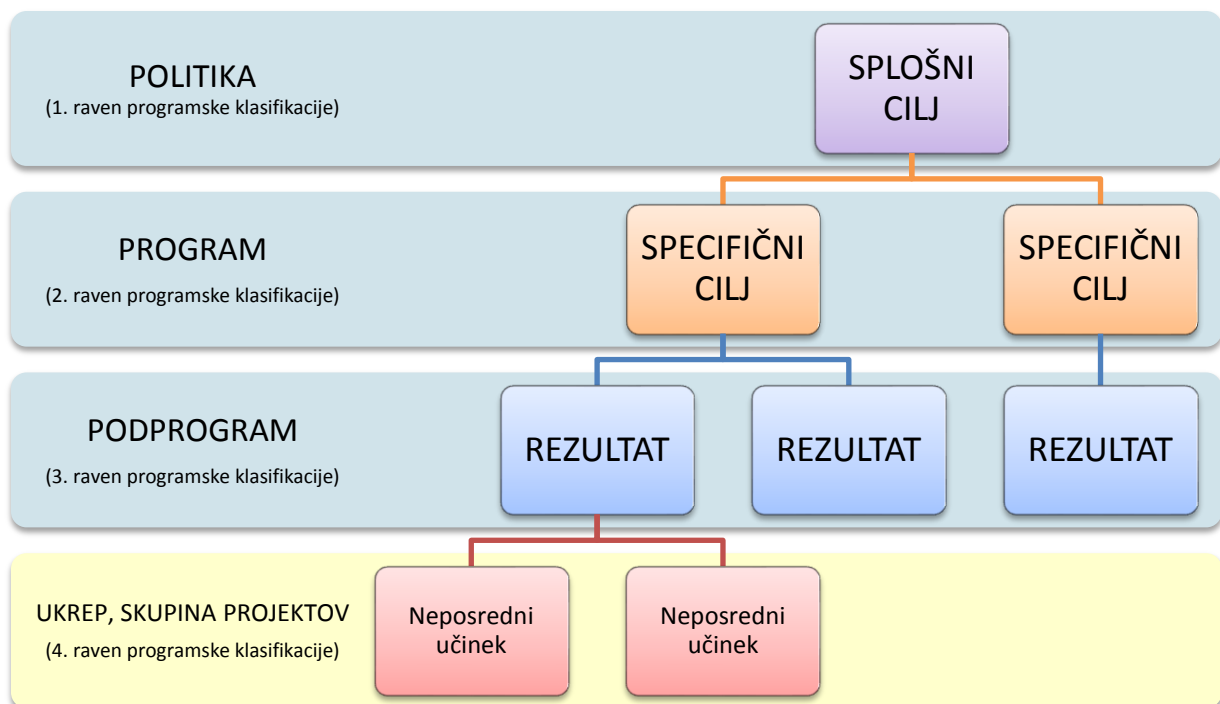 POLITIKA
(1. raven programske klasifikacije)
SPLOŠNI
CILJ
PROGRAM
(2. raven programske klasifikacije)
SPECIFIČNI
CILJ
SPECIFIČNI
CILJ
PODPROGRAM
(3. raven programske klasifikacije)
REZULTAT
REZULTAT
REZULTAT
UKREP, SKUPINA PROJEKTOV
(4. raven programske klasifikacije)
Neposredni
učinek
Neposredni
učinek